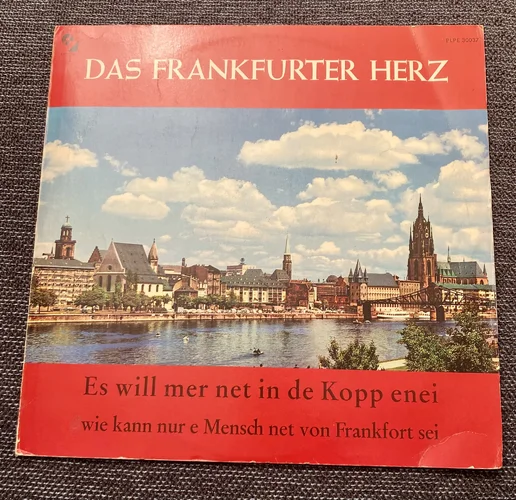 DAS FRANKFURTER HERZ
Es will mer net in de Kopp enei
wie kann nur e Mensch net von Frankfort sei